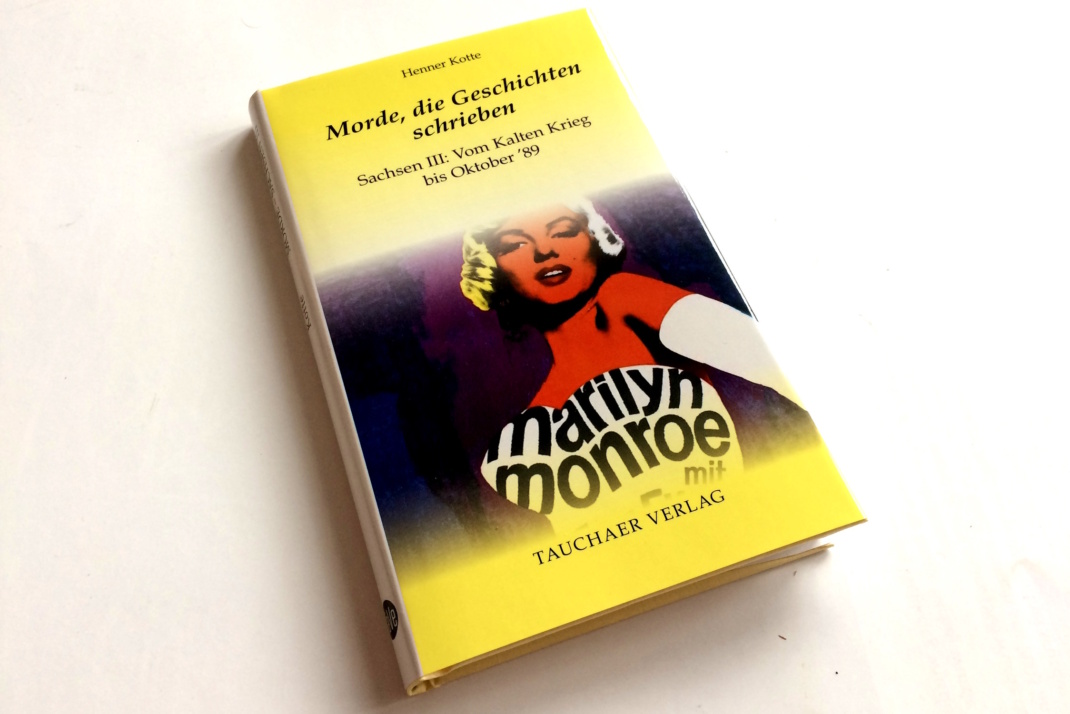 Henner Kotte
Morde, die Geschichten
schrieben
Sachsen III: Vom Kalten Krieg
bis Oktober '89
marilyn
monroe
mit
TAUCHAER VERLAG